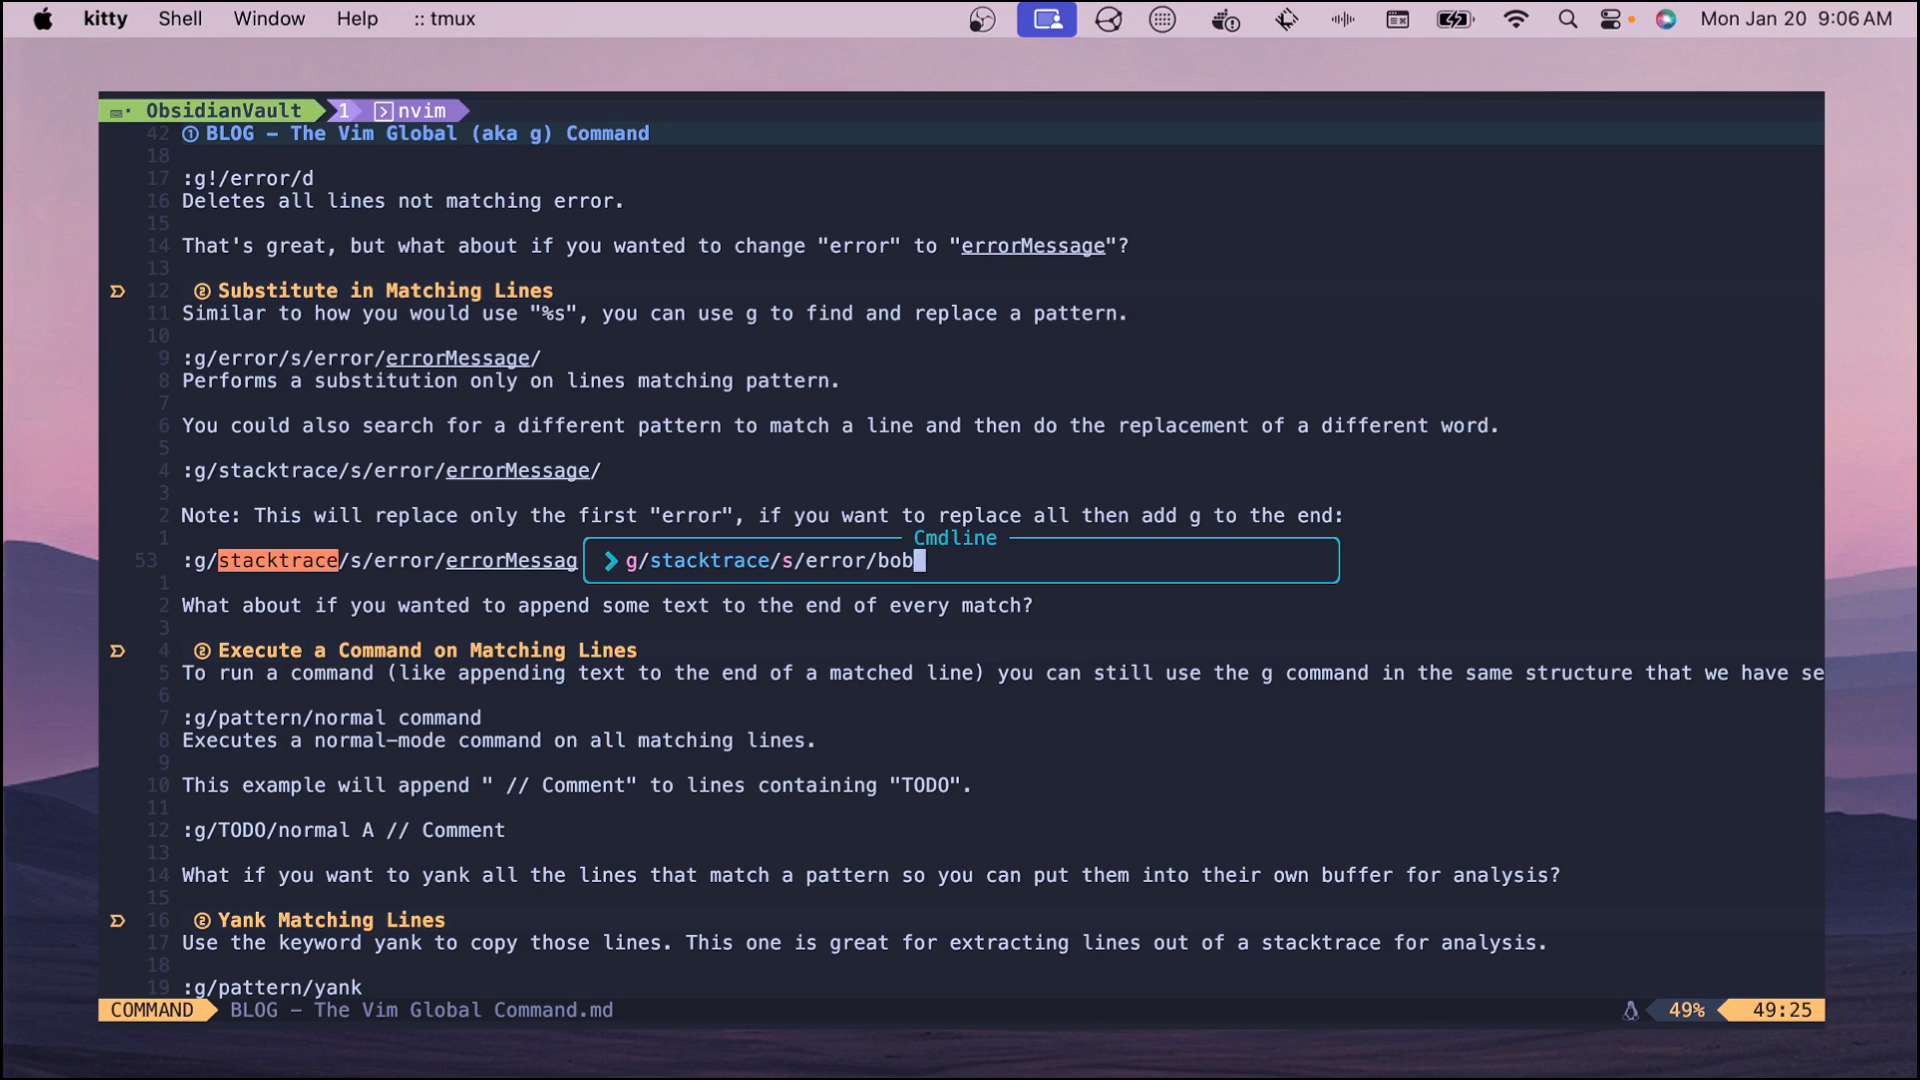 kitty Shell Window Help :: tmux Mon Jan 20 9:06 AM
ObsidianVault 1 nvim
42 ① BLOG - The Vim Global (aka g) Command
18
17 :g!/error/d
16 Deletes all lines not matching error.
15
14 That's great, but what about if you wanted to change "error" to "errorMessage"?
13
12 ② Substitute in Matching Lines
11 Similar to how you would use "%s", you can use g to find and replace a pattern.
10
9 :g/error/s/error/errorMessage/
8 Performs a substitution only on lines matching pattern.
7
6 You could also search for a different pattern to match a line and then do the replacement of a different word.
5
4 :g/stacktrace/s/error/errorMessage/
3
2 Note: This will replace only the first "error", if you want to replace all then add g to the end:
1 Cmdline
53 :g/stacktrace/s/error/errorMessag g/stacktrace/s/error/bob
1
2 What about if you wanted to append some text to the end of every match?
3
4 ② Execute a Command on Matching Lines
5 To run a command (like appending text to the end of a matched line) you can still use the g command in the same structure that we have se
6
7 :g/pattern/normal command
8 Executes a normal-mode command on all matching lines.
9
10 This example will append " // Comment" to lines containing "TODO".
11
12 :g/TODO/normal A // Comment
13
14 What if you want to yank all the lines that match a pattern so you can put them into their own buffer for analysis?
15
16 ② Yank Matching Lines
17 Use the keyword yank to copy those lines. This one is great for extracting lines out of a stacktrace for analysis.
18
19 :g/pattern/yank
COMMAND BLOG - The Vim Global Command.md 49% 49:25